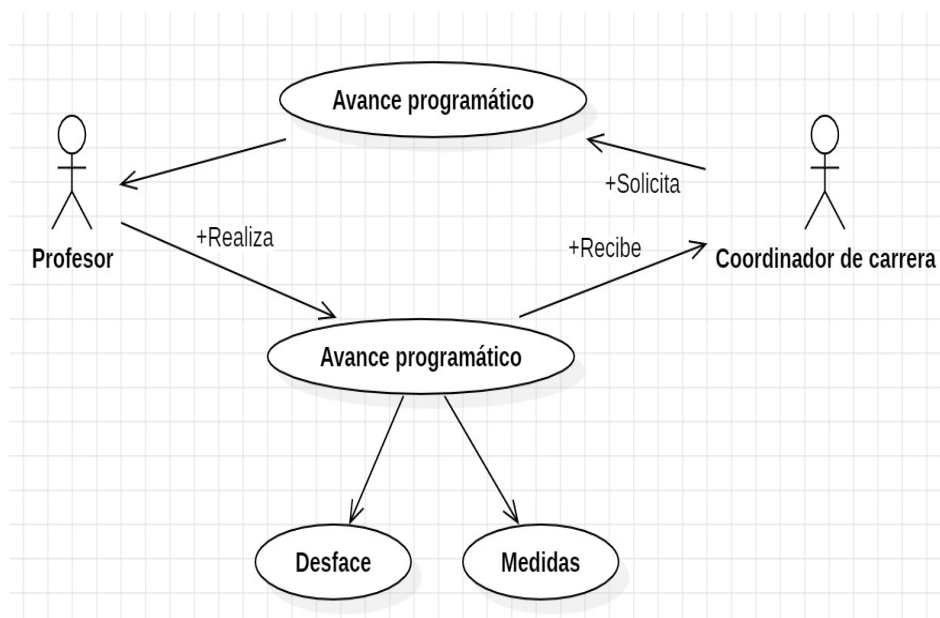 Avance programático
+Solicita
+Realiza
+Recibe
Profesor
Coordinador de carrera
Avance programático
Desface
Medidas